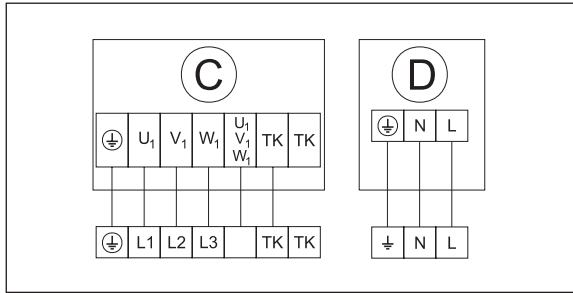 C
U₁ V₁ W₁ U₁ TK TK
V₁
W₁
L1 L2 L3 TK TK
D
N L
N L